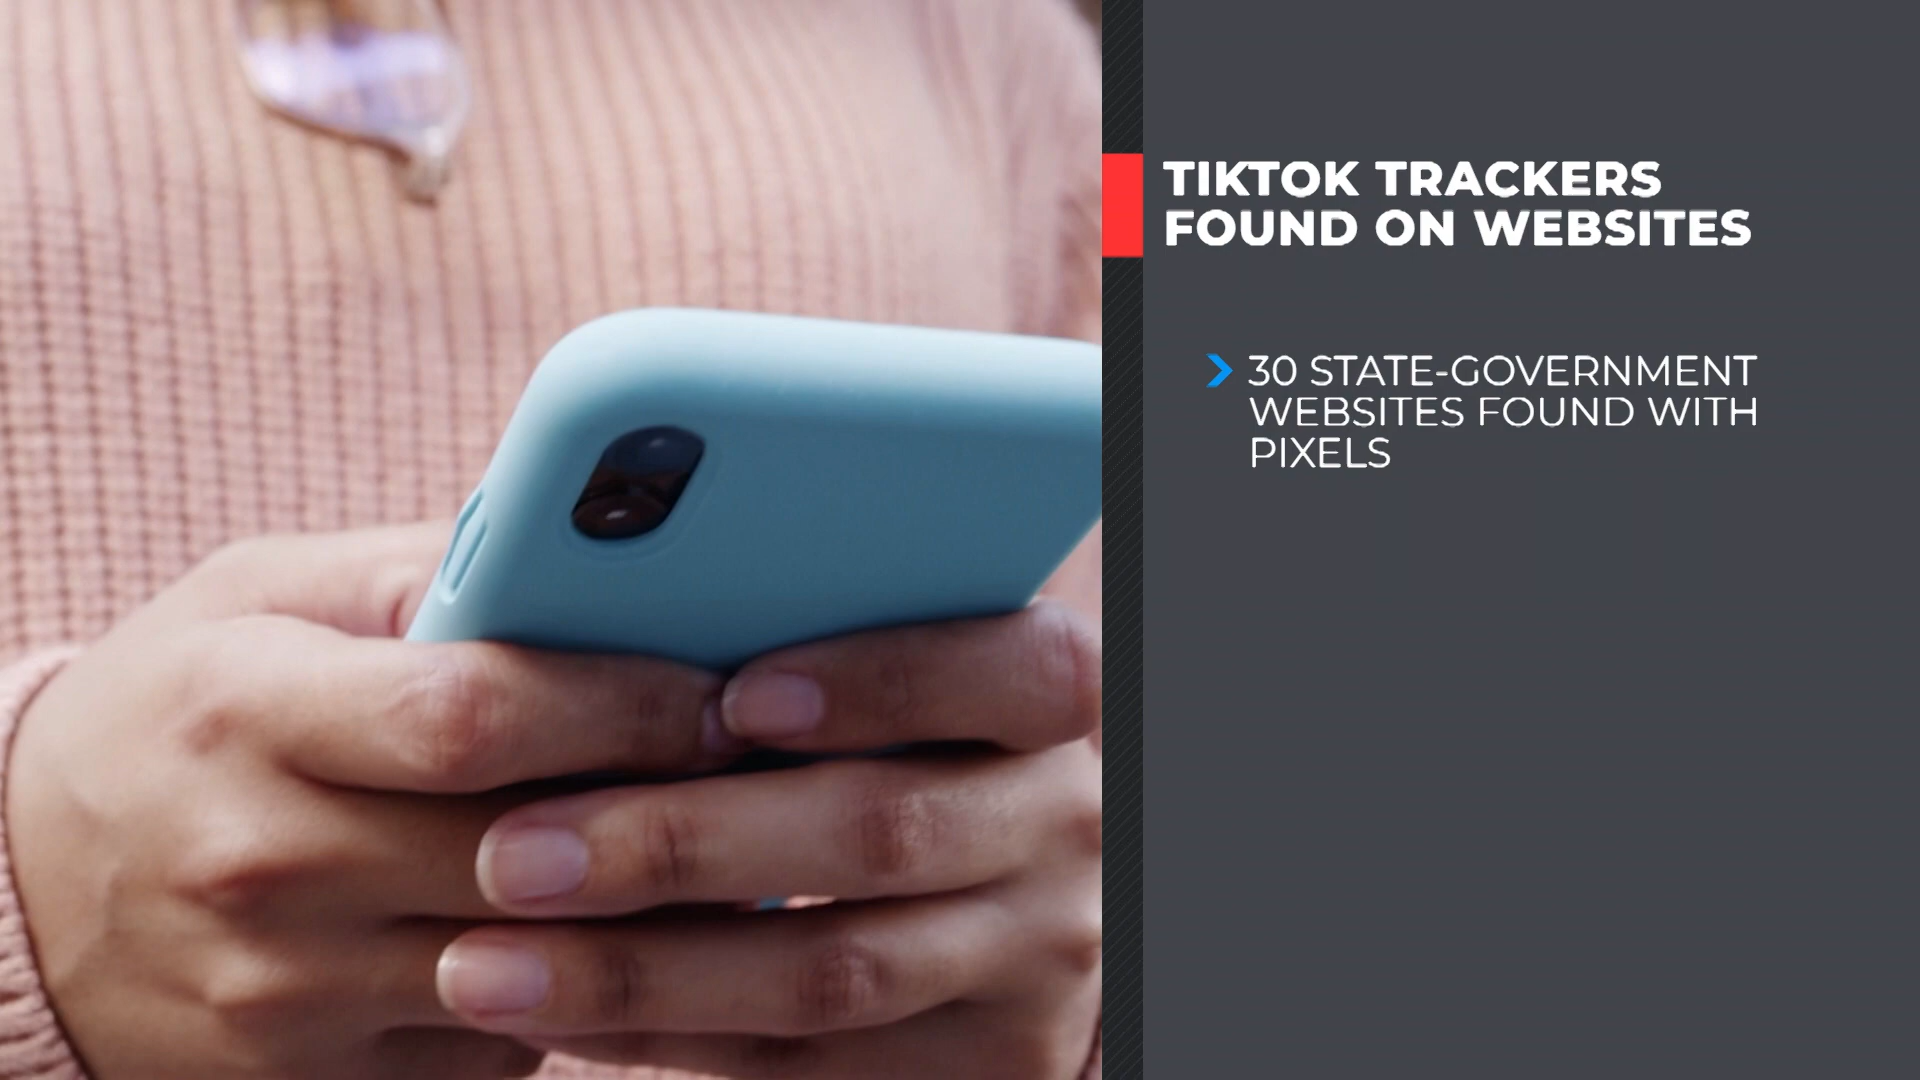 TIKTOK TRACKERS
FOUND ON WEBSITES
30 STATE-GOVERNMENT
WEBSITES FOUND WITH
PIXELS